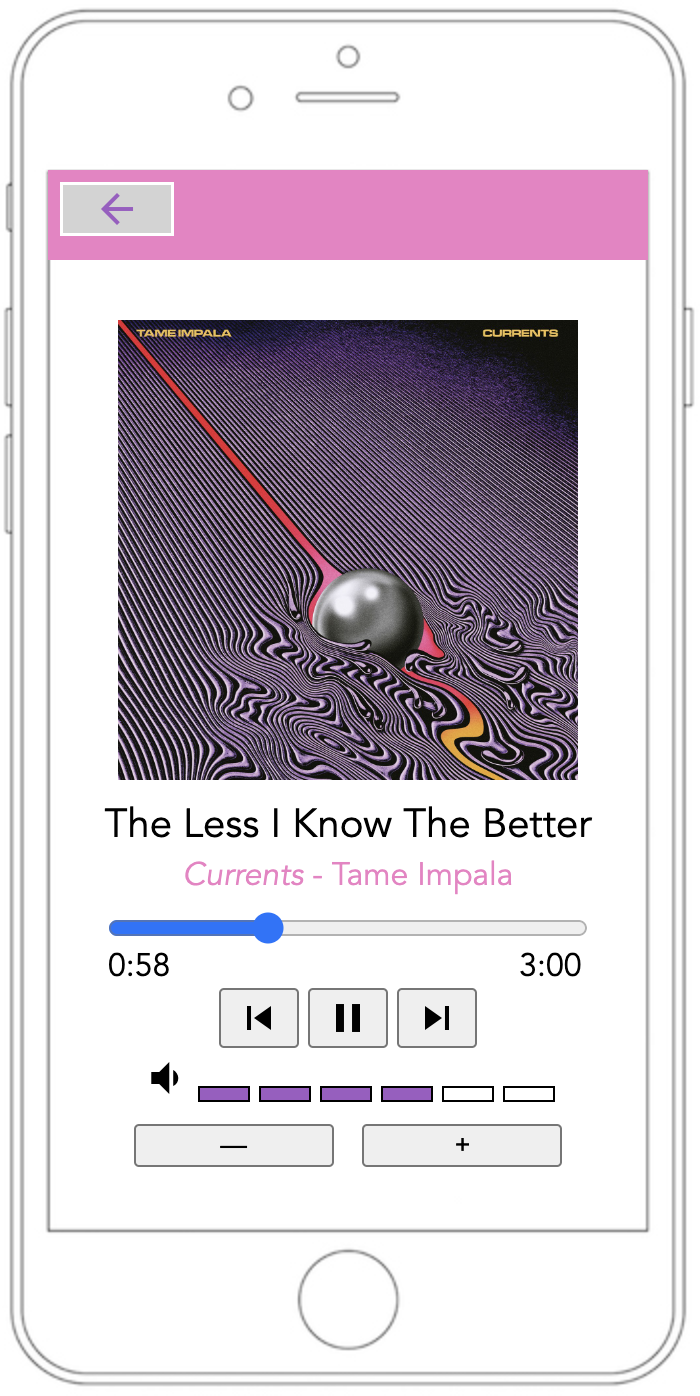 TAME IMPALA CURRENTS
The Less I Know The Better
Currents - Tame Impala
0:58 3:00
— +